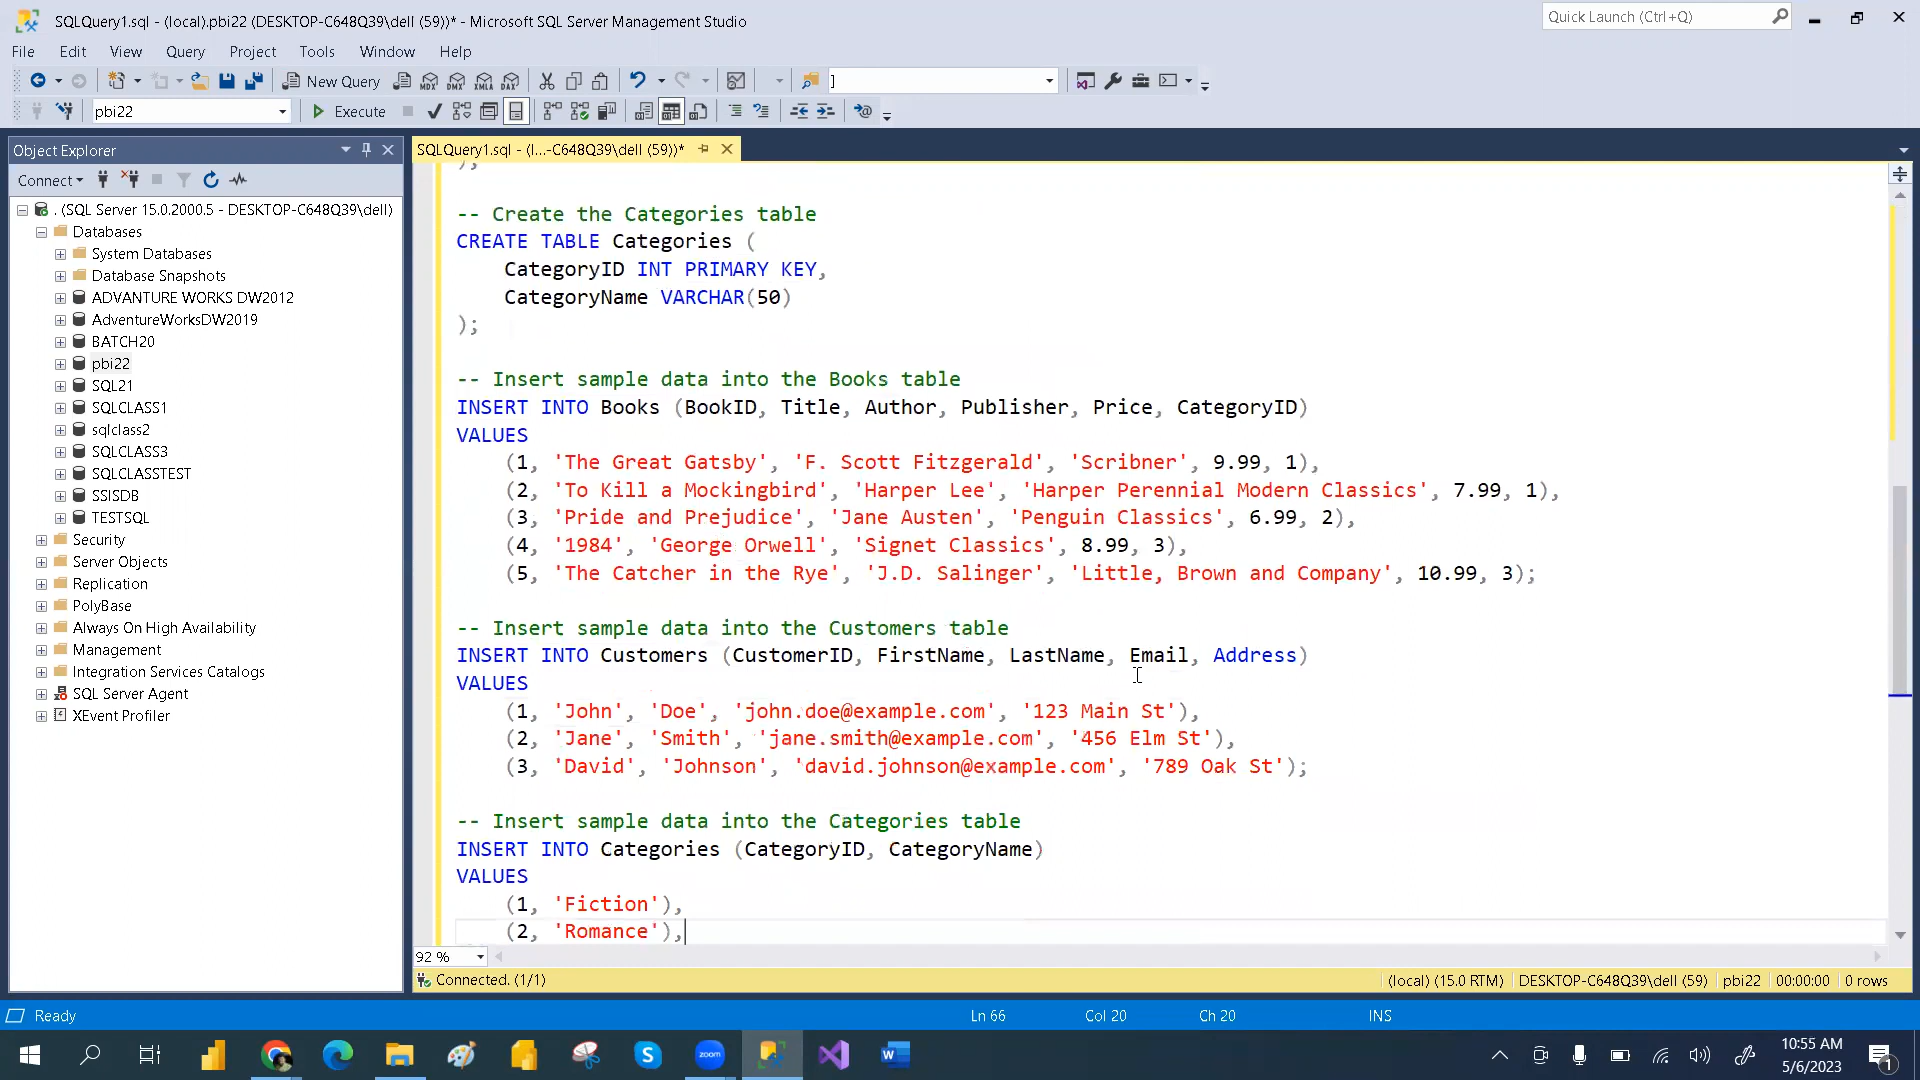 SQLQuery1.sql - (local).pbi22 (DESKTOP-C648Q39\dell (59))* - Microsoft SQL Server Management Studio
Quick Launch (Ctrl+Q)
File Edit View Query Project Tools Window Help
New Query
MDX DMX XMLA DAX
]
pbi22
Execute
Object Explorer
SQLQuery1.sql - (l...-C648Q39\dell (59))*
Connect
. (SQL Server 15.0.2000.5 - DESKTOP-C648Q39\dell)
Databases
System Databases
Database Snapshots
ADVANTURE WORKS DW2012
AdventureWorksDW2019
BATCH20
pbi22
SQL21
SQLCLASS1
sqlclass2
SQLCLASS3
SQLCLASSTEST
SSISDB
TESTSQL
Security
Server Objects
Replication
PolyBase
Always On High Availability
Management
Integration Services Catalogs
SQL Server Agent
XEvent Profiler
);
-- Create the Categories table
CREATE TABLE Categories (
CategoryID INT PRIMARY KEY,
CategoryName VARCHAR(50)
);
-- Insert sample data into the Books table
INSERT INTO Books (BookID, Title, Author, Publisher, Price, CategoryID)
VALUES
(1, 'The Great Gatsby', 'F. Scott Fitzgerald', 'Scribner', 9.99, 1),
(2, 'To Kill a Mockingbird', 'Harper Lee', 'Harper Perennial Modern Classics', 7.99, 1),
(3, 'Pride and Prejudice', 'Jane Austen', 'Penguin Classics', 6.99, 2),
(4, '1984', 'George Orwell', 'Signet Classics', 8.99, 3),
(5, 'The Catcher in the Rye', 'J.D. Salinger', 'Little, Brown and Company', 10.99, 3);
-- Insert sample data into the Customers table
INSERT INTO Customers (CustomerID, FirstName, LastName, Email, Address)
VALUES
(1, 'John', 'Doe', 'john.doe@example.com', '123 Main St'),
(2, 'Jane', 'Smith', 'jane.smith@example.com', '456 Elm St'),
(3, 'David', 'Johnson', 'david.johnson@example.com', '789 Oak St');
-- Insert sample data into the Categories table
INSERT INTO Categories (CategoryID, CategoryName)
VALUES
(1, 'Fiction'),
(2, 'Romance'),
92 %
Connected. (1/1)
(local) (15.0 RTM) DESKTOP-C648Q39\dell (59) pbi22 00:00:00 0 rows
Ready
Ln 66 Col 20 Ch 20 INS
zoom
10:55 AM
5/6/2023
1